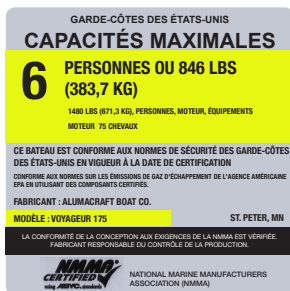 GARDE-CÔTES DES ÉTATS-UNIS
CAPACITÉS MAXIMALES
6 PERSONNES OU 846 LBS
(383,7 KG)
1480 LBS (671,3 KG), PERSONNES, MOTEUR, ÉQUIPEMENTS
MOTEUR 75 CHEVAUX
CE BATEAU EST CONFORME AUX NORMES DE SÉCURITÉ DES GARDE-CÔTES
DES ÉTATS-UNIS EN VIGUEUR À LA DATE DE CERTIFICATION
CONFORME AUX NORMES SUR LES ÉMISSIONS DE GAZ D'ÉCHAPPEMENT DE L'AGENCE AMÉRICAINE
EPA EN UTILISANT DES COMPOSANTS CERTIFIÉS.
FABRICANT : ALUMACRAFT BOAT CO.
MODÈLE : VOYAGEUR 175 ST. PETER, MN
LA CONFORMITÉ DE LA CONCEPTION AUX EXIGENCES DE LA NMMA EST VÉRIFIÉE.
FABRICANT RESPONSABLE DU CONTRÔLE DE LA PRODUCTION.
NMMA
CERTIFIED
using ABYC. standards
NATIONAL MARINE MANUFACTURERS
ASSOCIATION (NMMA)